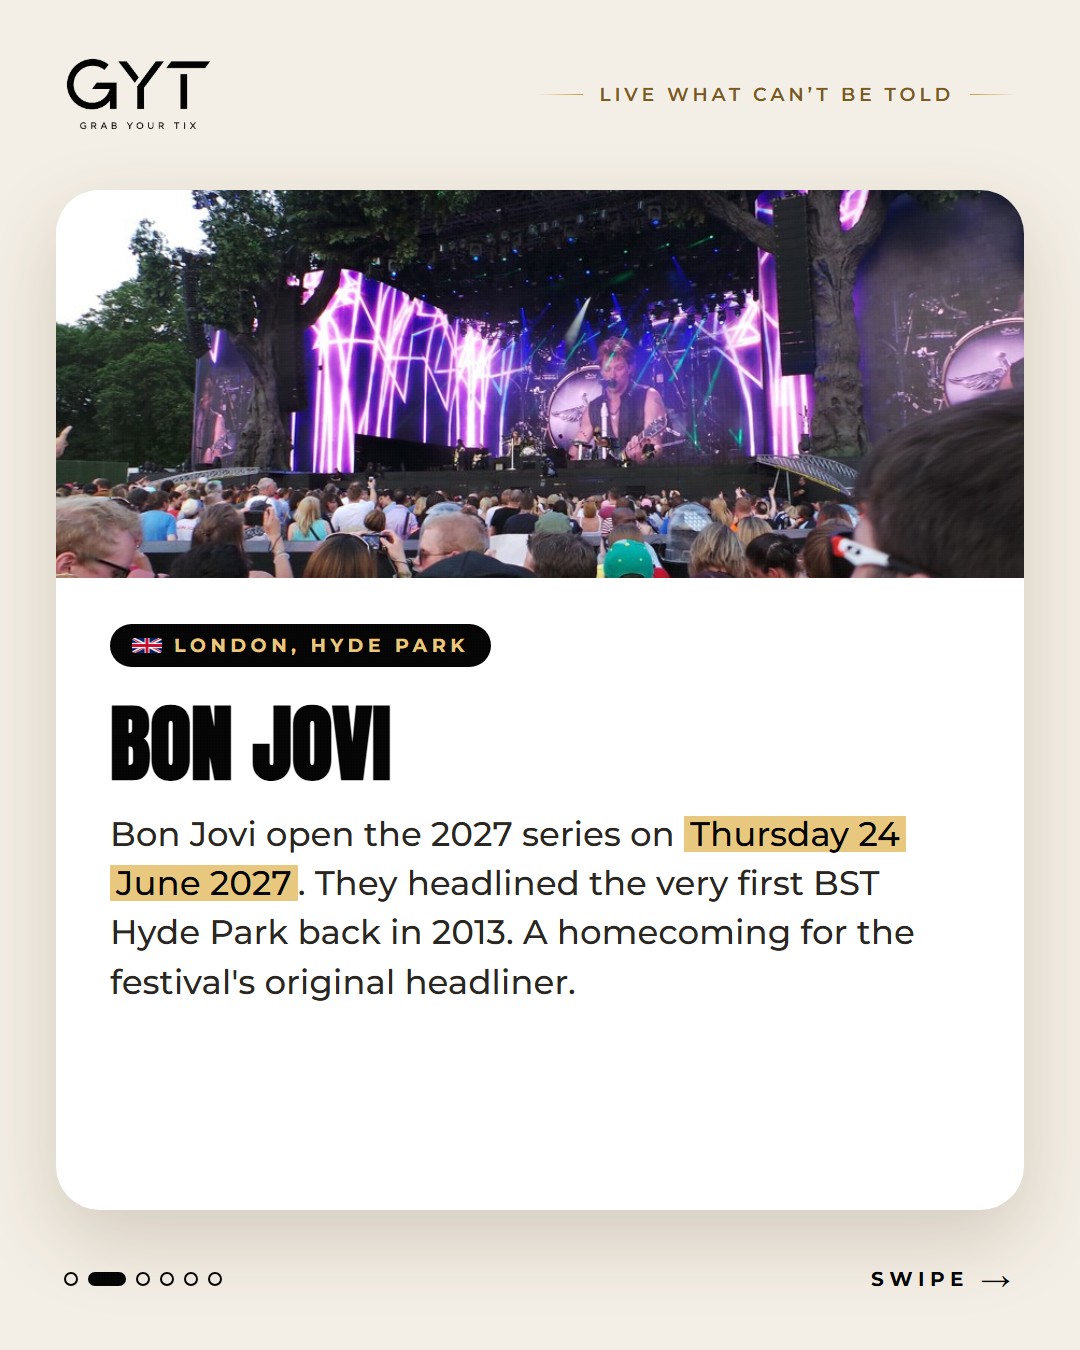 GYT
GRAB YOUR TIX
LIVE WHAT CAN’T BE TOLD
LONDON, HYDE PARK
BON JOVI
Bon Jovi open the 2027 series on Thursday 24
June 2027. They headlined the very first BST
Hyde Park back in 2013. A homecoming for the
festival's original headliner.
SWIPE →